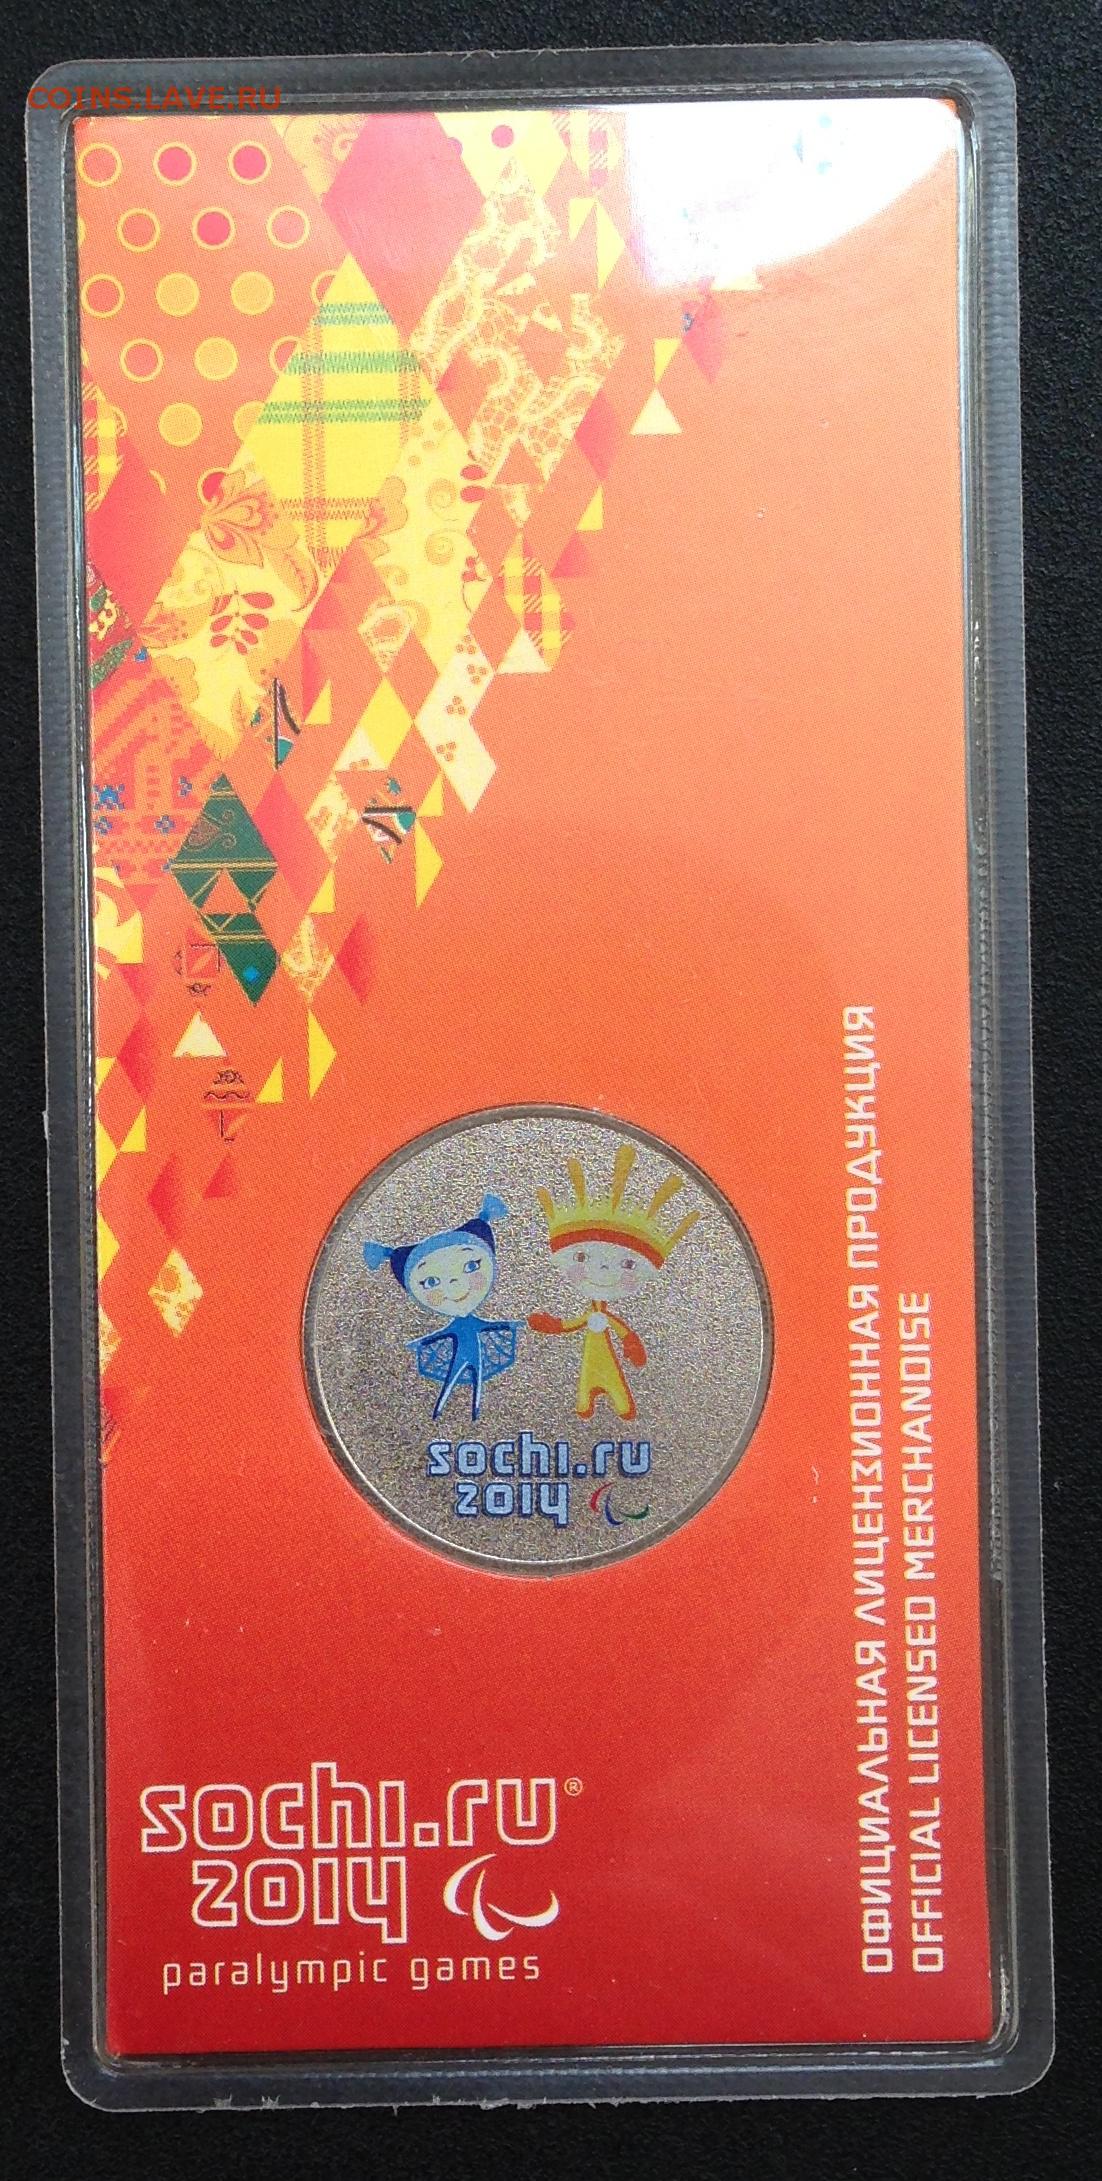 COINS.LAVE.RU
sochi.ru
2014
sochi.ru®
2014
paralympic games
ОФИЦИАЛЬНАЯ ЛИЦЕНЗИОННАЯ ПРОДУКЦИЯ
OFFICIAL LICENSED MERCHANDISE